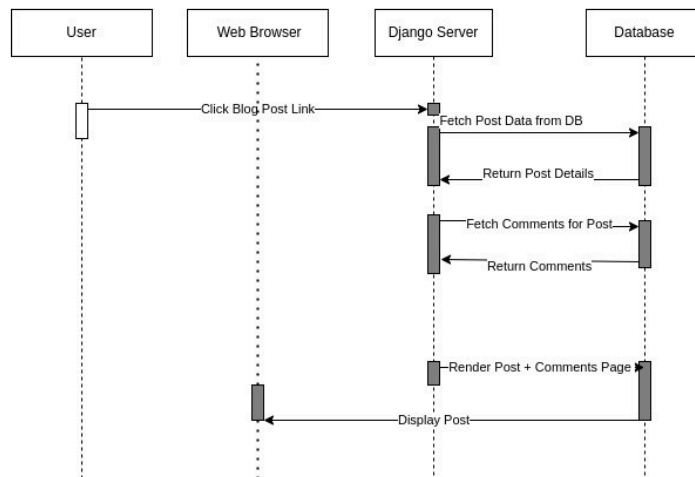 User
Web Browser
Django Server
Database
Click Blog Post Link
Fetch Post Data from DB
Return Post Details
Fetch Comments for Post
Return Comments
Render Post + Comments Page
Display Post